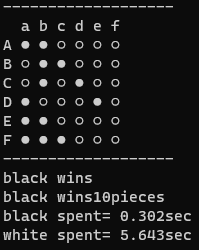 ------------------
a b c d e f
A ● ● ○ ○ ○ ○
B ○ ● ● ○ ○ ○
C ● ○ ○ ● ○ ○
D ● ○ ○ ○ ● ○
E ● ● ○ ○ ○ ○
F ● ● ● ○ ○ ○
------------------
black wins
black wins10pieces
black spent= 0.302sec
white spent= 5.643sec